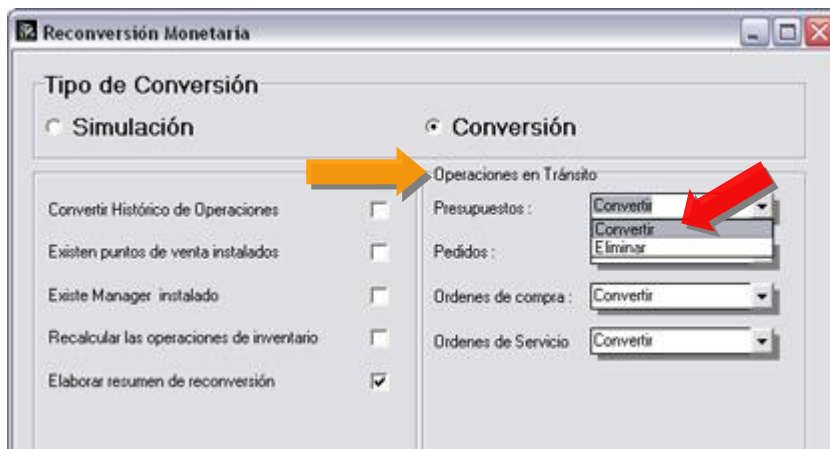 Reconversión Monetaria
Tipo de Conversión
Simulación
Conversión
Convertir Histórico de Operaciones
Existen puntos de venta instalados
Existe Manager instalado
Recalcular las operaciones de inventario
Elaborar resumen de reconversión
Operaciones en Tránsito
Presupuestos : Convertir
Convertir
Eliminar
Pedidos :
Ordenes de compra : Convertir
Ordenes de Servicio Convertir